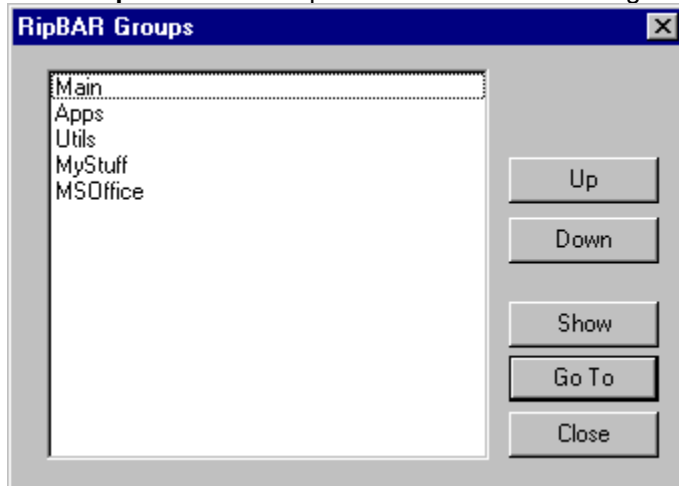 RipBAR Groups
Main
Apps
Utils
MyStuff
MSOffice
Up
Down
Show
Go To
Close